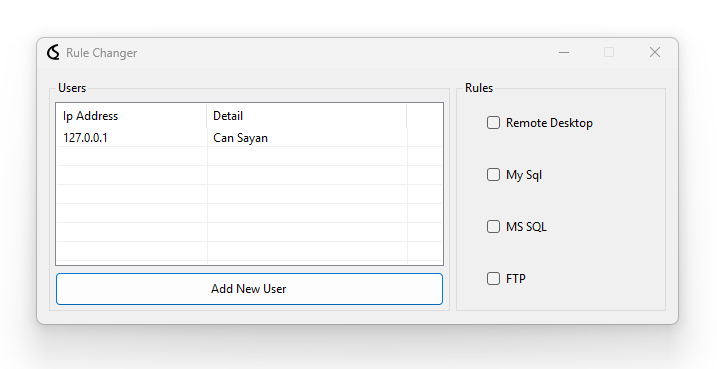 Rule Changer
Users
Ip Address Detail
127.0.0.1 Can Sayan
Add New User
Rules
Remote Desktop
My Sql
MS SQL
FTP